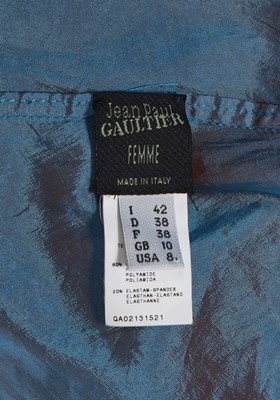 Jean Paul
GAULTIER
FEMME
MADE IN ITALY
I 42
D 38
F 38
GB 10
USA 8.
POLYAMIDE
POLIAMIDA
20% ELASTAM-SPANDEX
ELASTHAN-ELASTANO
ELASTHANNE
QA02131521